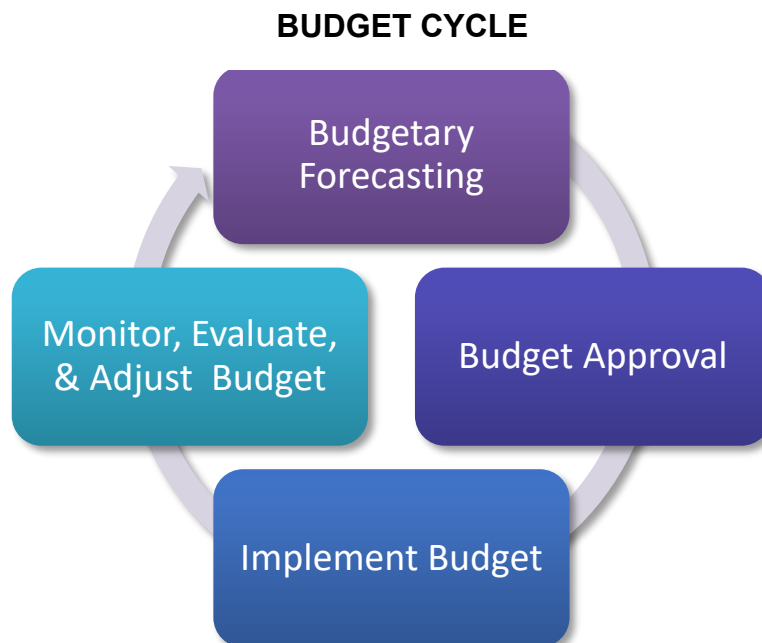 BUDGET CYCLE
Budgetary
Forecasting
Budget Approval
Implement Budget
Monitor, Evaluate,
& Adjust  Budget